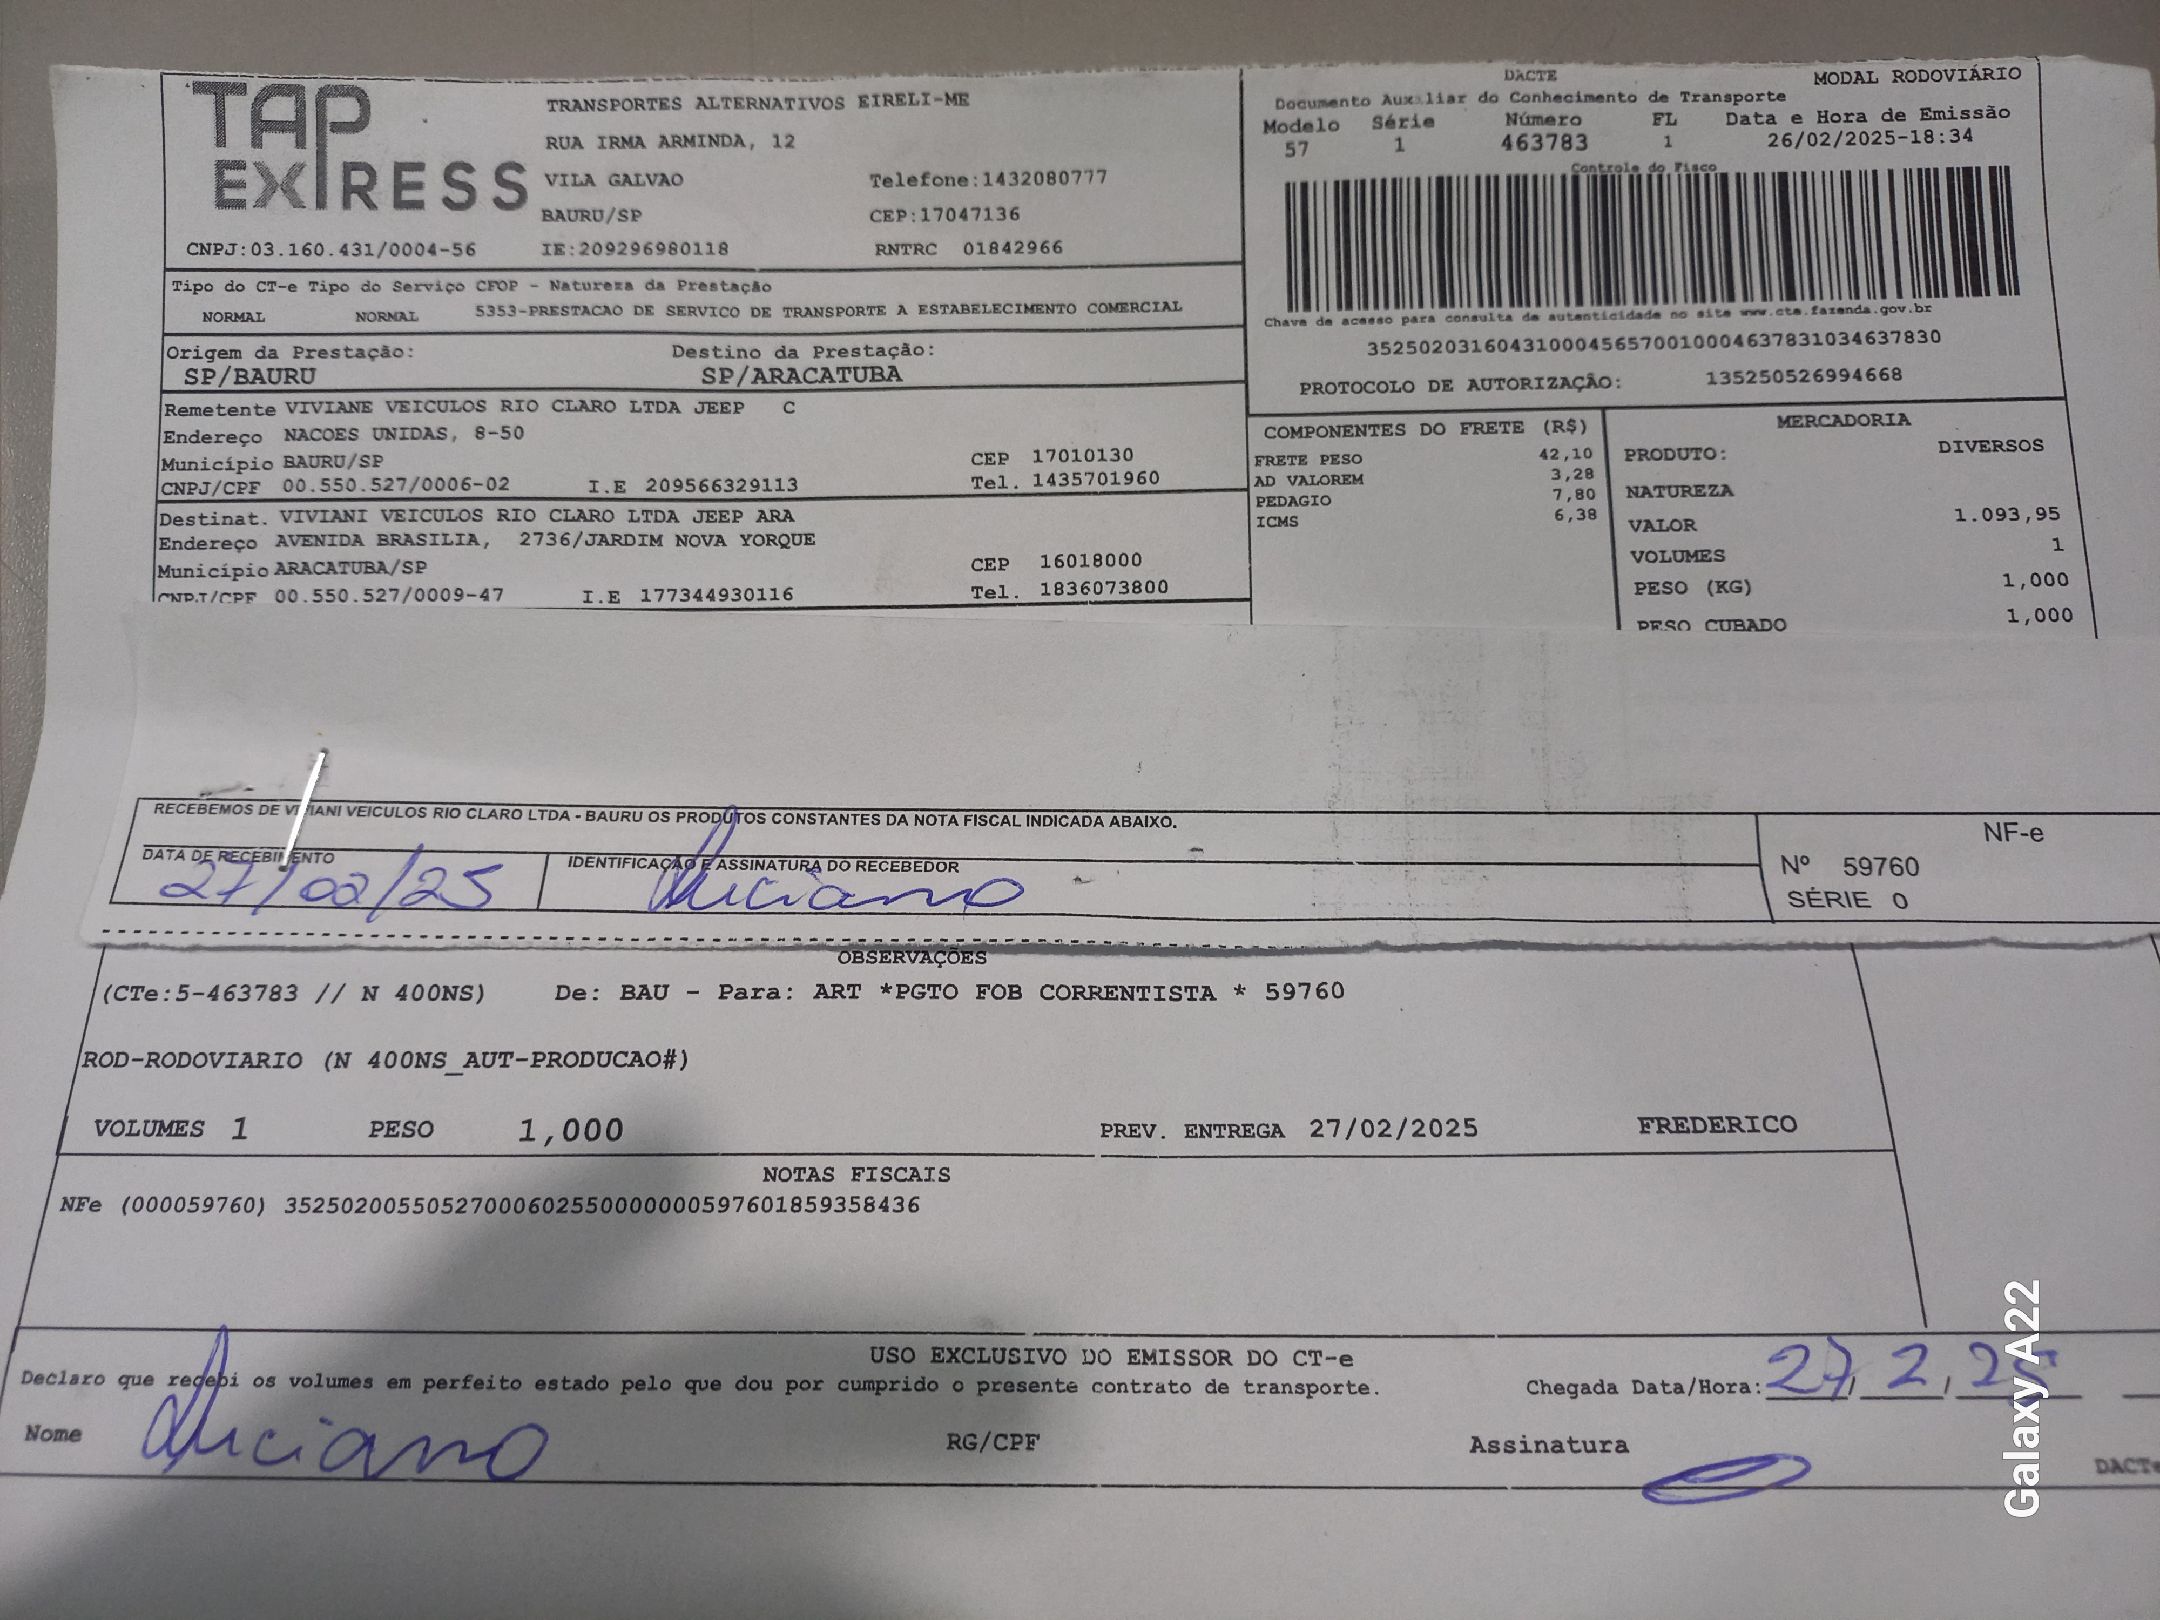 TAP EXPRESS
TRANSPORTES ALTERNATIVOS EIRELI-ME
RUA IRMA ARMINDA, 12
VILA GALVAO Telefone:1432080777
BAURU/SP CEP:17047136
CNPJ:03.160.431/0004-56 IE:209296980118 RNTRC 01842966
DACTE MODAL RODOVIÁRIO
Documento Auxiliar do Conhecimento de Transporte
Modelo Série Número FL Data e Hora de Emissão
57 1 463783 1 26/02/2025-18:34
Controle do Fisco
Chave de acesso para consulta de autenticidade no site www.cte.fazenda.gov.br
35250203160431000456570010004637831034637830
PROTOCOLO DE AUTORIZAÇÃO: 135250526994668
Tipo do CT-e Tipo do Serviço CFOP - Natureza da Prestação
NORMAL NORMAL 5353-PRESTACAO DE SERVICO DE TRANSPORTE A ESTABELECIMENTO COMERCIAL
Origem da Prestação: Destino da Prestação:
SP/BAURU SP/ARACATUBA
Remetente VIVIANE VEICULOS RIO CLARO LTDA JEEP C
Endereço NACOES UNIDAS, 8-50
Município BAURU/SP CEP 17010130
CNPJ/CPF 00.550.527/0006-02 I.E 209566329113 Tel. 1435701960
Destinat. VIVIANI VEICULOS RIO CLARO LTDA JEEP ARA
Endereço AVENIDA BRASILIA, 2736/JARDIM NOVA YORQUE
Município ARACATUBA/SP CEP 16018000
CNPJ/CPF 00.550.527/0009-47 I.E 177344930116 Tel. 1836073800
COMPONENTES DO FRETE (R$)
FRETE PESO 42,10
AD VALOREM 3,28
PEDAGIO 7,80
ICMS 6,38
MERCADORIA
PRODUTO: DIVERSOS
NATUREZA
VALOR 1.093,95
VOLUMES 1
PESO (KG) 1,000
PESO CUBADO 1,000
RECEBEMOS DE VIVIANI VEICULOS RIO CLARO LTDA - BAURU OS PRODUTOS CONSTANTES DA NOTA FISCAL INDICADA ABAIXO.
DATA DE RECEBIMENTO IDENTIFICAÇÃO E ASSINATURA DO RECEBEDOR
27/02/25 Luciano
NF-e
Nº 59760
SÉRIE 0
OBSERVAÇÕES
(CTe:5-463783 // N 400NS) De: BAU - Para: ART *PGTO FOB CORRENTISTA * 59760
ROD-RODOVIARIO (N 400NS_AUT-PRODUCAO#)
VOLUMES 1 PESO 1,000 PREV. ENTREGA 27/02/2025 FREDERICO
NOTAS FISCAIS
NFe (000059760) 35250200550527000602550000000597601859358436
USO EXCLUSIVO DO EMISSOR DO CT-e
Declaro que recebi os volumes em perfeito estado pelo que dou por cumprido o presente contrato de transporte. Chegada Data/Hora: 27/2/25
Nome Luciano RG/CPF Assinatura
DACTe
Galaxy A22